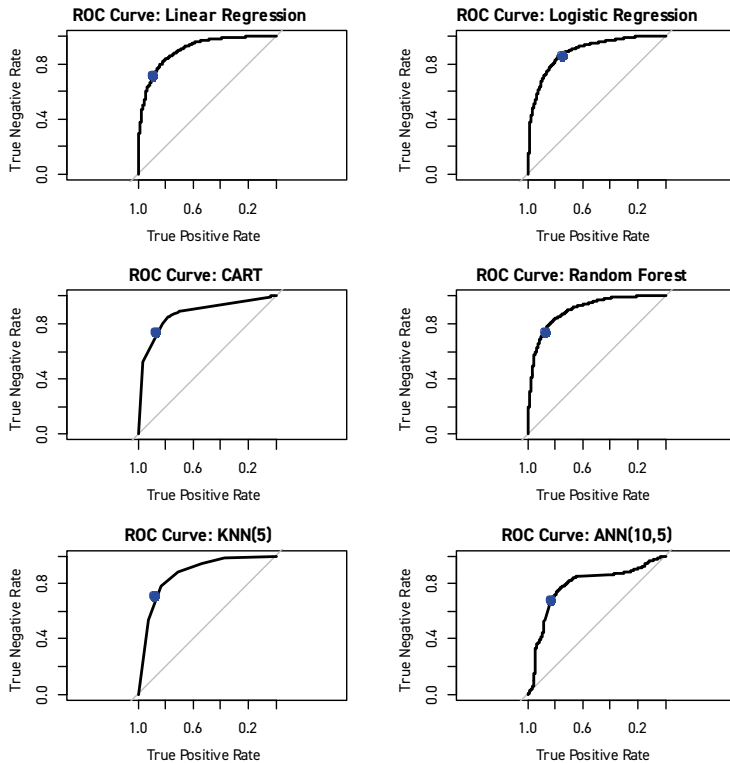 ROC Curve: Linear Regression
True Negative Rate
0.8
0.4
0.0
1.0 0.6 0.2
True Positive Rate
ROC Curve: Logistic Regression
True Negative Rate
0.8
0.4
0.0
1.0 0.6 0.2
True Positive Rate
ROC Curve: CART
True Negative Rate
0.8
0.4
0.0
1.0 0.6 0.2
True Positive Rate
ROC Curve: Random Forest
True Negative Rate
0.8
0.4
0.0
1.0 0.6 0.2
True Positive Rate
ROC Curve: KNN(5)
True Negative Rate
0.8
0.4
0.0
1.0 0.6 0.2
True Positive Rate
ROC Curve: ANN(10,5)
True Negative Rate
0.8
0.4
0.0
1.0 0.6 0.2
True Positive Rate